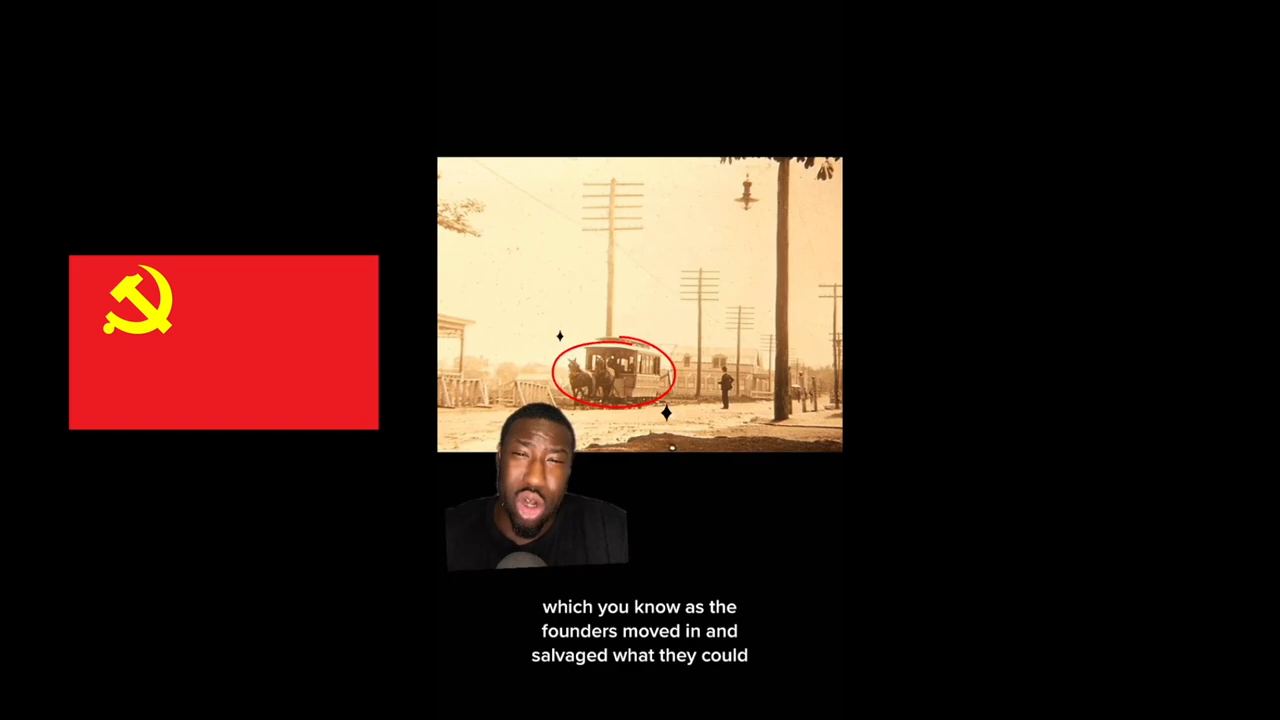 which you know as the
founders moved in and
salvaged what they could